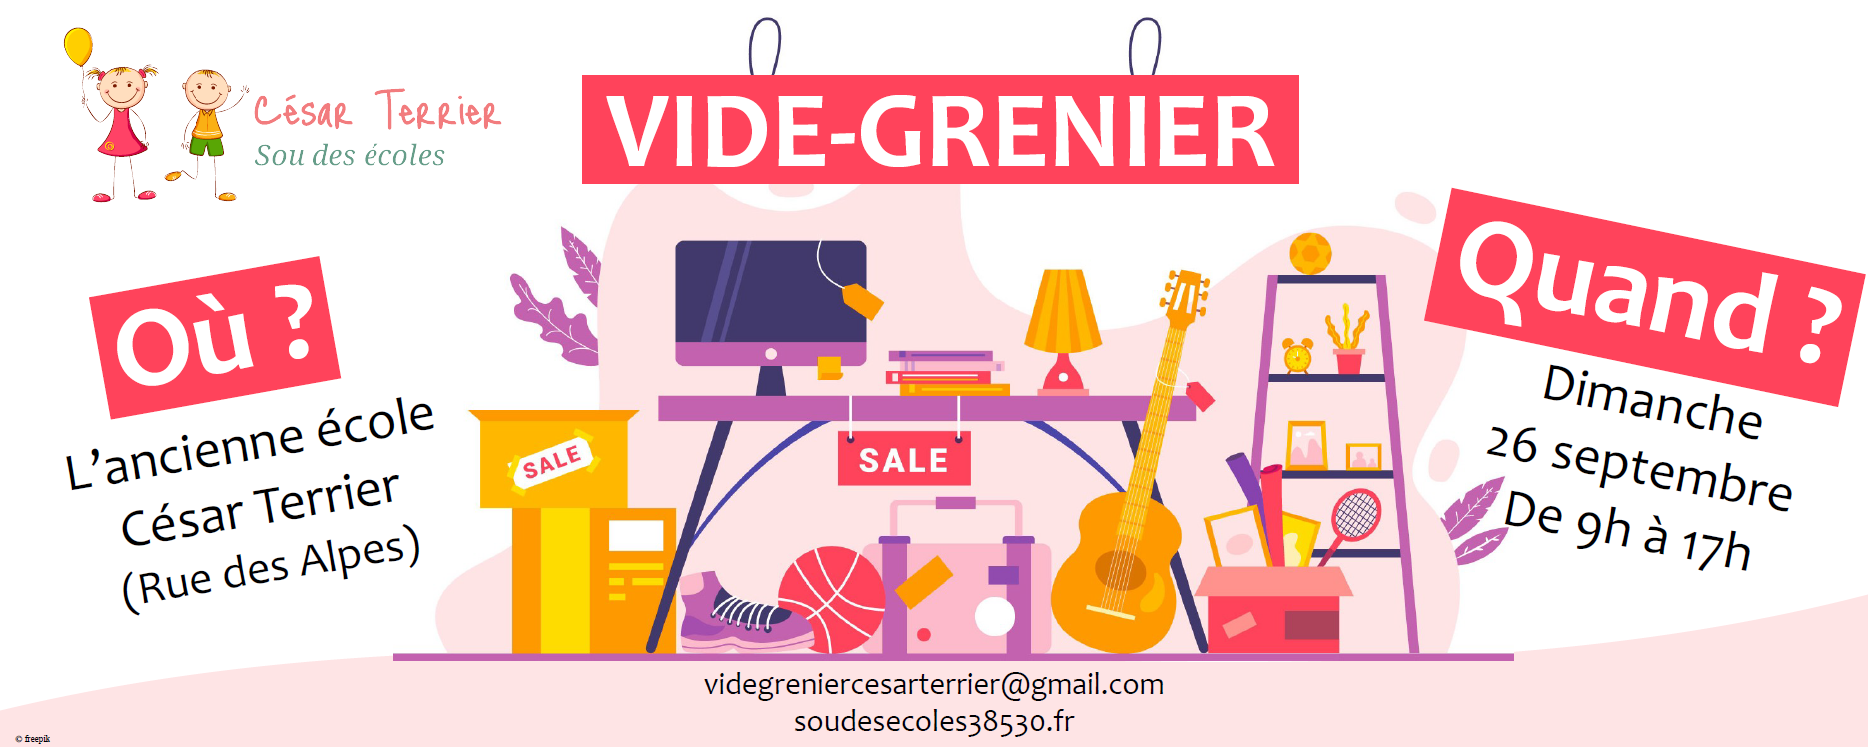 César Terrier
Sou des écoles
VIDE-GRENIER
Où ?
L'ancienne école
César Terrier
(Rue des Alpes)
Quand ?
Dimanche
26 septembre
De 9h à 17h
SALE
SALE
videgreniercesarterrier@gmail.com
soudesecoles38530.fr
© freepik